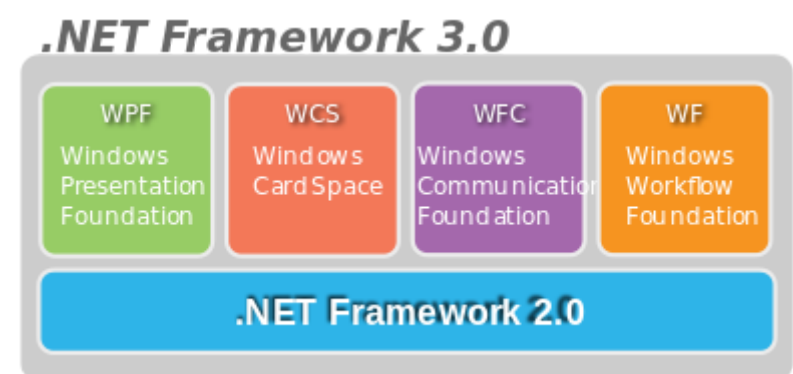 .NET Framework 3.0
WPF
Windows
Presentation
Foundation
WCS
Windows
CardSpace
WFC
Windows
Communication
Foundation
WF
Windows
Workflow
Foundation
.NET Framework 2.0